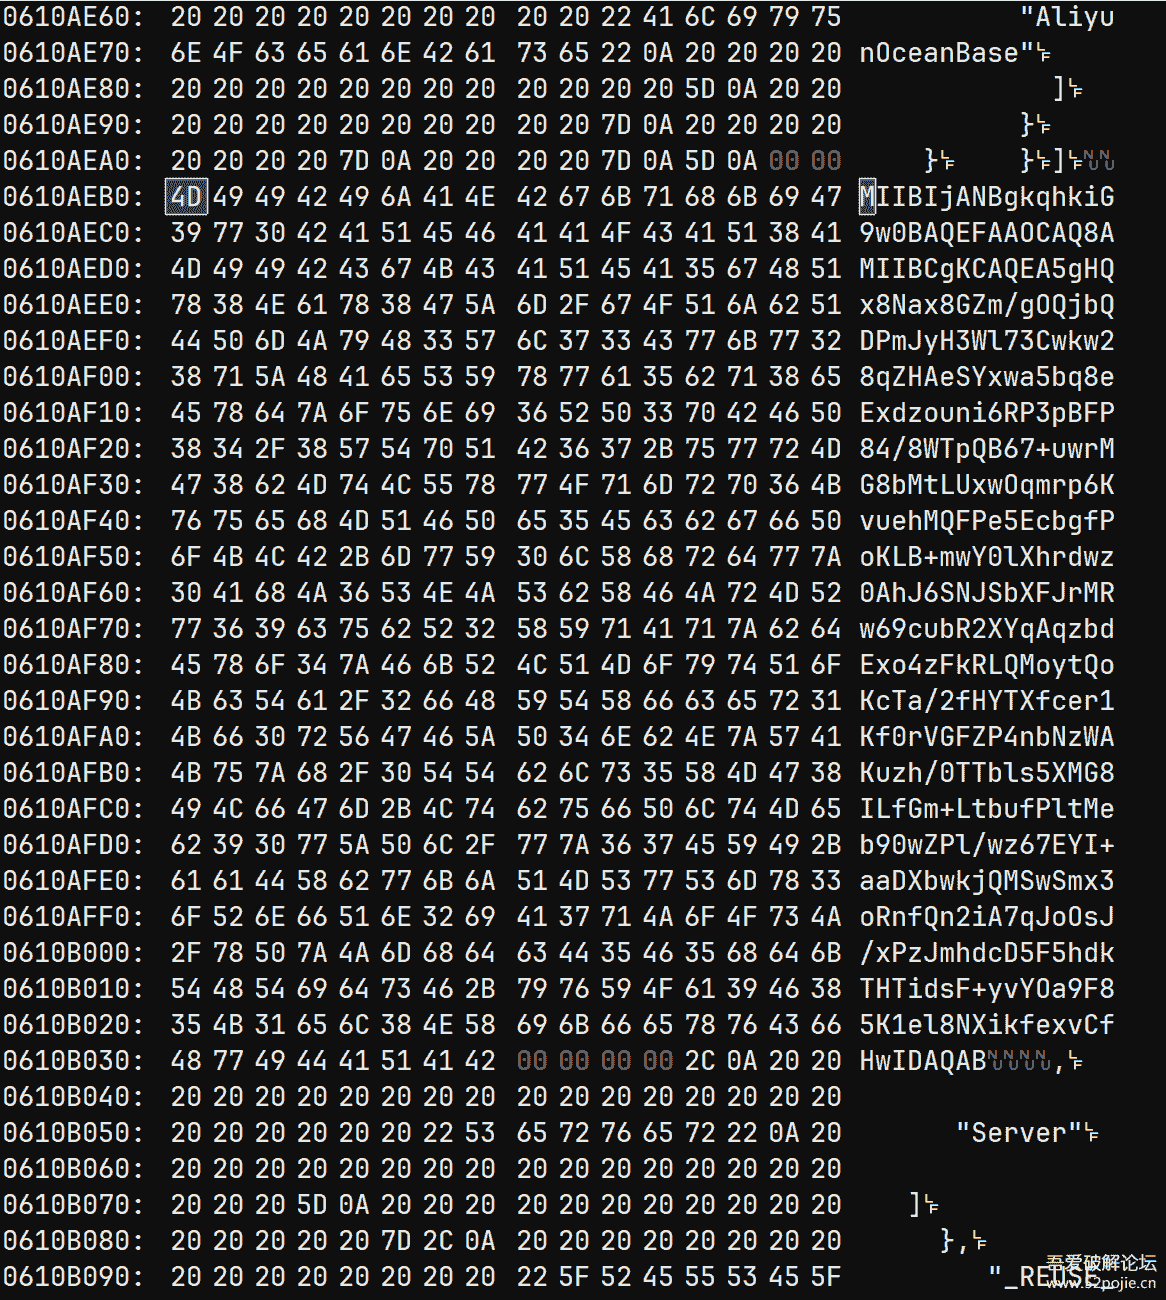 0610AE60: 20 20 20 20 20 20 20 20 20 20 22 41 6C 69 79 75 "Aliyu
0610AE70: 6E 4F 63 65 61 6E 42 61 73 65 22 0A 20 20 20 20 nOceanBase"␊
0610AE80: 20 20 20 20 20 20 20 20 20 20 20 20 5D 0A 20 20 ]␊
0610AE90: 20 20 20 20 20 20 20 20 20 20 7D 0A 20 20 20 20 }␊
0610AEA0: 20 20 20 20 7D 0A 20 20 20 20 7D 0A 5D 0A 00 00 }␊ }␊]␊NUNU
0610AEB0: 4D 49 49 42 49 6A 41 4E 42 67 6B 71 68 6B 69 47 MIIBIjANBgkqhkiG
0610AEC0: 39 77 30 42 41 51 45 46 41 41 4F 43 41 51 38 41 9w0BAQEFAAOCAQ8A
0610AED0: 4D 49 49 42 43 67 4B 43 41 51 45 41 35 67 48 51 MIIBCgKCAQEA5gHQ
0610AEE0: 78 38 4E 61 78 38 47 5A 6D 2F 67 4F 51 6A 62 51 x8Nax8GZm/gOQjbQ
0610AEF0: 44 50 6D 4A 79 48 33 57 6C 37 33 43 77 6B 77 32 DPmJyH3Wl73Cwkw2
0610AF00: 38 71 5A 48 41 65 53 59 78 77 61 35 62 71 38 65 8qZHAeSYxwa5bq8e
0610AF10: 45 78 64 7A 6F 75 6E 69 36 52 50 33 70 42 46 50 Exdzouni6RP3pBFP
0610AF20: 38 34 2F 38 57 54 70 51 42 36 37 2B 75 77 72 4D 84/8WTpQB67+uwrM
0610AF30: 47 38 62 4D 74 4C 55 78 77 4F 71 6D 72 70 36 4B G8bMtLUxwOqmrp6K
0610AF40: 76 75 65 68 4D 51 46 50 65 35 45 63 62 67 66 50 vuehMQFPe5EcbgfP
0610AF50: 6F 4B 4C 42 2B 6D 77 59 30 6C 58 68 72 64 77 7A oKLB+mwY0lXhrdwz
0610AF60: 30 41 68 4A 36 53 4E 4A 53 62 58 46 4A 72 4D 52 0AhJ6SNJSbXFJrMR
0610AF70: 77 36 39 63 75 62 52 32 58 59 71 41 71 7A 62 64 w69cubR2XYqAqzbd
0610AF80: 45 78 6F 34 7A 46 6B 52 4C 51 4D 6F 79 74 51 6F Exo4zFkRLQMoytQo
0610AF90: 4B 63 54 61 2F 32 66 48 59 54 58 66 63 65 72 31 KcTa/2fHYTXfcer1
0610AFA0: 4B 66 30 72 56 47 46 5A 50 34 6E 62 4E 7A 57 41 Kf0rVGFZP4nbNzWA
0610AFB0: 4B 75 7A 68 2F 30 54 54 62 6C 73 35 58 4D 47 38 Kuzh/0TTbls5XMG8
0610AFC0: 49 4C 66 47 6D 2B 4C 74 62 75 66 50 6C 74 4D 65 ILfGm+LtbufPltMe
0610AFD0: 62 39 30 77 5A 50 6C 2F 77 7A 36 37 45 59 49 2B b90wZPl/wz67EYI+
0610AFE0: 61 61 44 58 62 77 6B 6A 51 4D 53 77 53 6D 78 33 aaDXbwkjQMSwSmx3
0610AFF0: 6F 52 6E 66 51 6E 32 69 41 37 71 4A 6F 4F 73 4A oRnfQn2iA7qJoOsJ
0610B000: 2F 78 50 7A 4A 6D 68 64 63 44 35 46 35 68 64 6B /xPzJmhdcD5F5hdk
0610B010: 54 48 54 69 64 73 46 2B 79 76 59 4F 61 39 46 38 THTidsF+yvYOa9F8
0610B020: 35 4B 31 65 6C 38 4E 58 69 6B 66 65 78 76 43 66 5K1el8NXikfexvCf
0610B030: 48 77 49 44 41 51 41 42 00 00 00 00 2C 0A 20 20 HwIDAQABNUNUNUNU,␊
0610B040: 20 20 20 20 20 20 20 20 20 20 20 20 20 20 20 20
0610B050: 20 20 20 20 20 20 22 53 65 72 76 65 72 22 0A 20 "Server"␊
0610B060: 20 20 20 20 20 20 20 20 20 20 20 20 20 20 20 20
0610B070: 20 20 20 5D 0A 20 20 20 20 20 20 20 20 20 20 20 ]␊
0610B080: 20 20 20 20 20 7D 2C 0A 20 20 20 20 20 20 20 20 },␊
0610B090: 20 20 20 20 20 20 20 20 22 5F 52 45 55 53 45 5F "_REUSE_
吾爱破解论坛
www.52pojie.cn